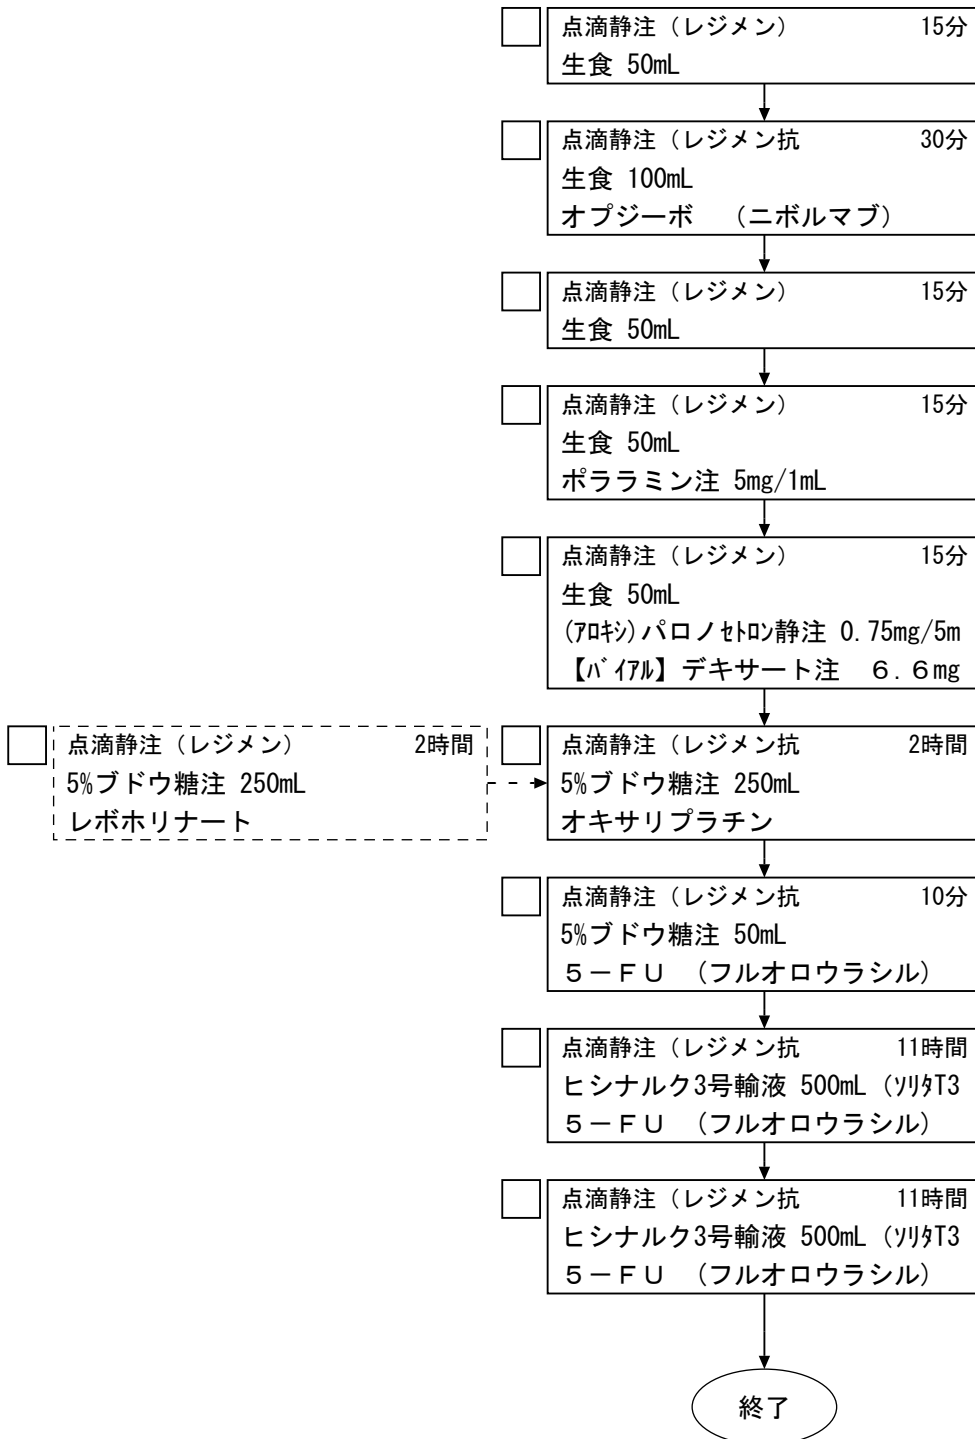 点滴静注（レジメン） 15分
生食 50mL
点滴静注（レジメン抗 30分
生食 100mL
オプジーボ （ニボルマブ）
点滴静注（レジメン） 15分
生食 50mL
点滴静注（レジメン） 15分
生食 50mL
ポララミン注 5mg/1mL
点滴静注（レジメン） 15分
生食 50mL
(ｱﾛｷｼ)パロノｾﾄﾛﾝ静注 0.75mg/5m
【ﾊﾞｲｱﾙ】デキサート注 ６.６mg
点滴静注（レジメン） 2時間
5%ブドウ糖注 250mL
レボホリナート
点滴静注（レジメン抗 2時間
5%ブドウ糖注 250mL
オキサリプラチン
点滴静注（レジメン抗 10分
5%ブドウ糖注 50mL
５－ＦＵ （フルオロウラシル）
点滴静注（レジメン抗 11時間
ヒシナルク3号輸液 500mL（ｿﾘﾀT3
５－ＦＵ （フルオロウラシル）
点滴静注（レジメン抗 11時間
ヒシナルク3号輸液 500mL（ｿﾘﾀT3
５－ＦＵ （フルオロウラシル）
終了